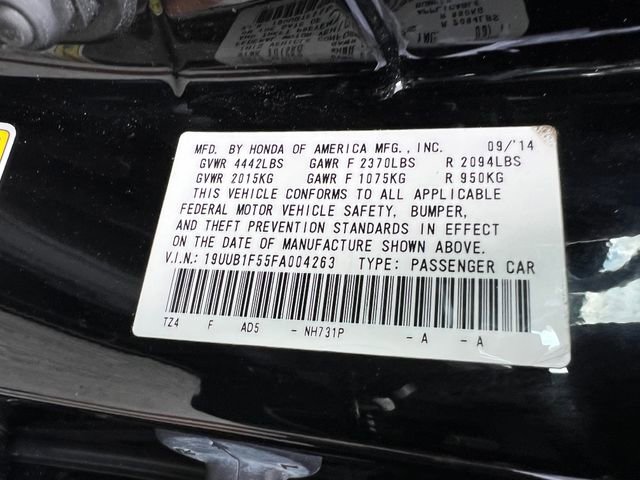 MFD. BY HONDA OF AMERICA MFG., INC. 09/'14
GVWR 4442LBS GAWR F 2370LBS R 2094LBS
GVWR 2015KG GAWR F 1075KG R 950KG
THIS VEHICLE CONFORMS TO ALL APPLICABLE
FEDERAL MOTOR VEHICLE SAFETY, BUMPER,
AND THEFT PREVENTION STANDARDS IN EFFECT
ON THE DATE OF MANUFACTURE SHOWN ABOVE.
V.I.N.: 19UUB1F55FA004263 TYPE: PASSENGER CAR
TZ4 F AD5 - NH731P - A - A